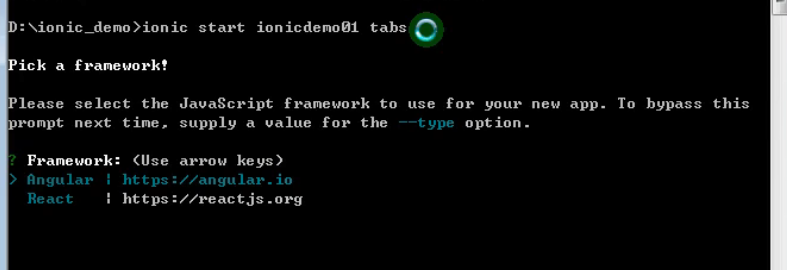 D:\ionic_demo>ionic start ionicdemo01 tabs
Pick a framework!
Please select the JavaScript framework to use for your new app. To bypass this
prompt next time, supply a value for the --type option.
? Framework: (Use arrow keys)
> Angular | https://angular.io
React | https://reactjs.org